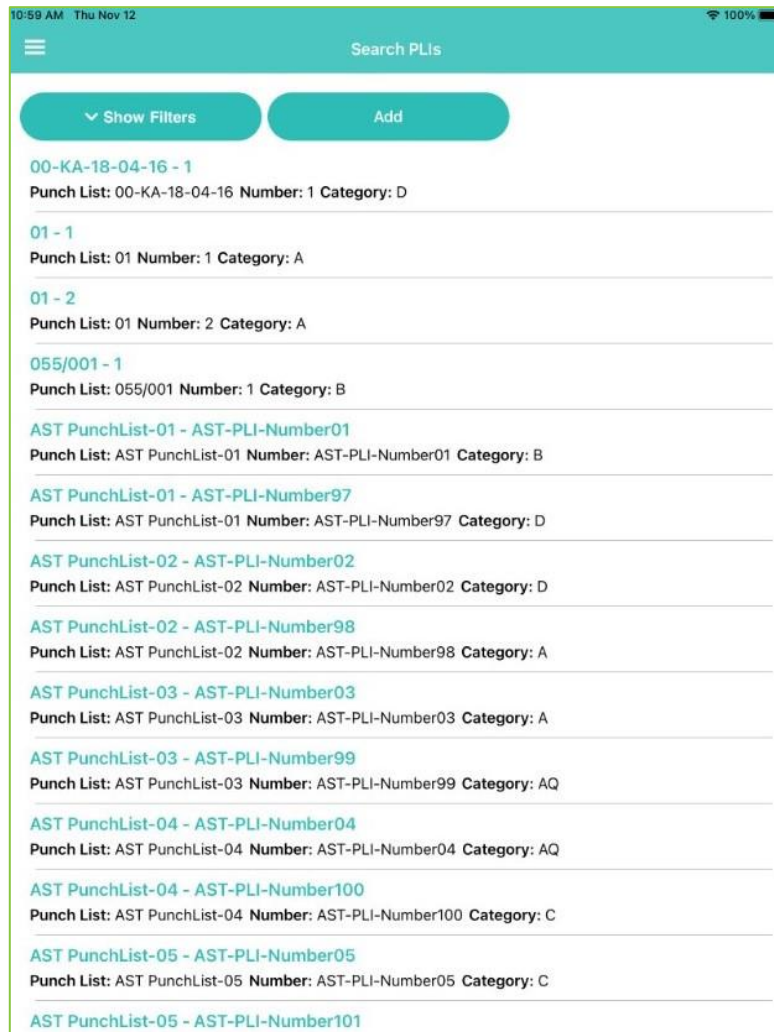 10:59 AM Thu Nov 12 100%
Search PLIs
Show Filters Add
00-KA-18-04-16 - 1
Punch List: 00-KA-18-04-16 Number: 1 Category: D
01 - 1
Punch List: 01 Number: 1 Category: A
01 - 2
Punch List: 01 Number: 2 Category: A
055/001 - 1
Punch List: 055/001 Number: 1 Category: B
AST PunchList-01 - AST-PLI-Number01
Punch List: AST PunchList-01 Number: AST-PLI-Number01 Category: B
AST PunchList-01 - AST-PLI-Number97
Punch List: AST PunchList-01 Number: AST-PLI-Number97 Category: D
AST PunchList-02 - AST-PLI-Number02
Punch List: AST PunchList-02 Number: AST-PLI-Number02 Category: D
AST PunchList-02 - AST-PLI-Number98
Punch List: AST PunchList-02 Number: AST-PLI-Number98 Category: A
AST PunchList-03 - AST-PLI-Number03
Punch List: AST PunchList-03 Number: AST-PLI-Number03 Category: A
AST PunchList-03 - AST-PLI-Number99
Punch List: AST PunchList-03 Number: AST-PLI-Number99 Category: AQ
AST PunchList-04 - AST-PLI-Number04
Punch List: AST PunchList-04 Number: AST-PLI-Number04 Category: AQ
AST PunchList-04 - AST-PLI-Number100
Punch List: AST PunchList-04 Number: AST-PLI-Number100 Category: C
AST PunchList-05 - AST-PLI-Number05
Punch List: AST PunchList-05 Number: AST-PLI-Number05 Category: C
AST PunchList-05 - AST-PLI-Number101